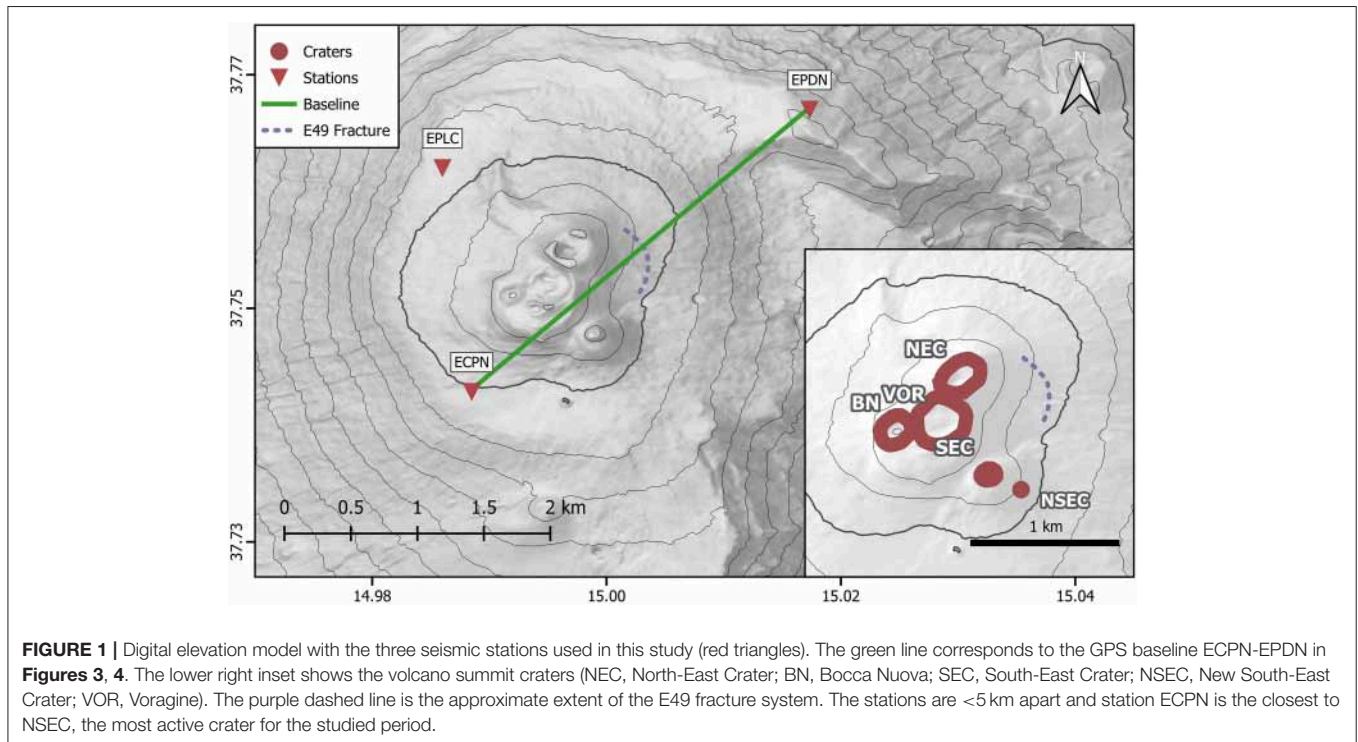 Craters
Stations
Baseline
E49 Fracture
N
37.77
37.75
37.73
EPDN
EPLC
ECPN
0 0.5 1 1.5 2 km
NEC
BN VOR
SEC
NSEC
1 km
14.98 15.00 15.02 15.04
FIGURE 1 | Digital elevation model with the three seismic stations used in this study (red triangles). The green line corresponds to the GPS baseline ECPN-EPDN in
Figures 3, 4. The lower right inset shows the volcano summit craters (NEC, North-East Crater; BN, Bocca Nuova; SEC, South-East Crater; NSEC, New South-East
Crater; VOR, Voragine). The purple dashed line is the approximate extent of the E49 fracture system. The stations are <5 km apart and station ECPN is the closest to
NSEC, the most active crater for the studied period.